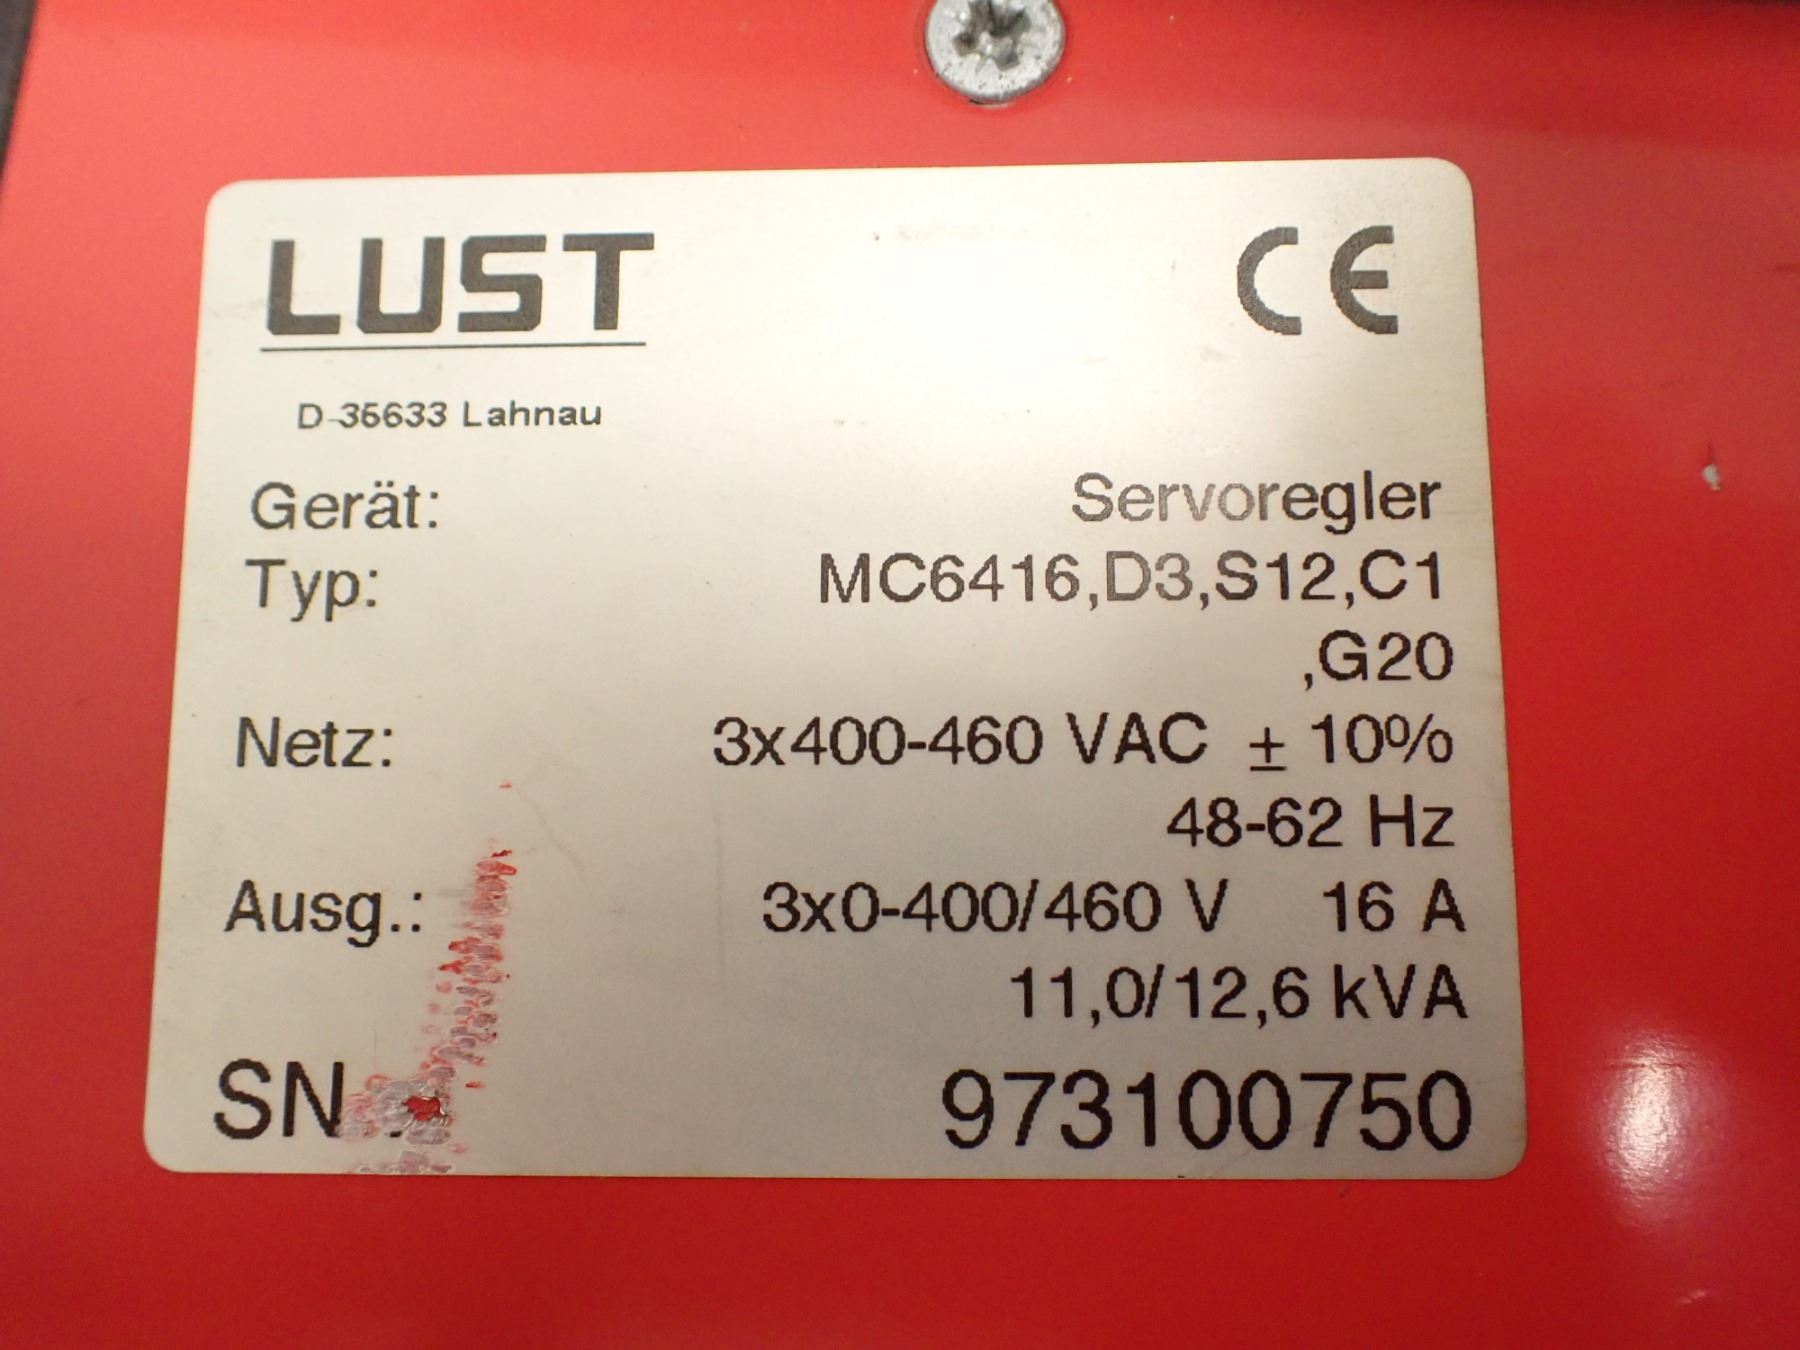 LUST
CE
D-35633 Lahnau
Gerät: Servoregler
Typ: MC6416,D3,S12,C1
,G20
Netz: 3x400-460 VAC ± 10%
48-62 Hz
Ausg.: 3x0-400/460 V 16 A
11,0/12,6 kVA
SN.: 973100750